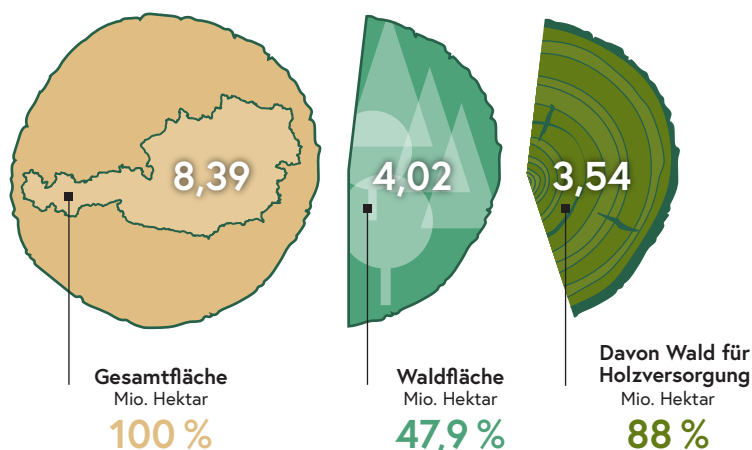 8,39
4,02
3,54
Gesamtfläche
Mio. Hektar
100 %
Waldfläche
Mio. Hektar
47,9 %
Davon Wald für
Holzversorgung
Mio. Hektar
88 %